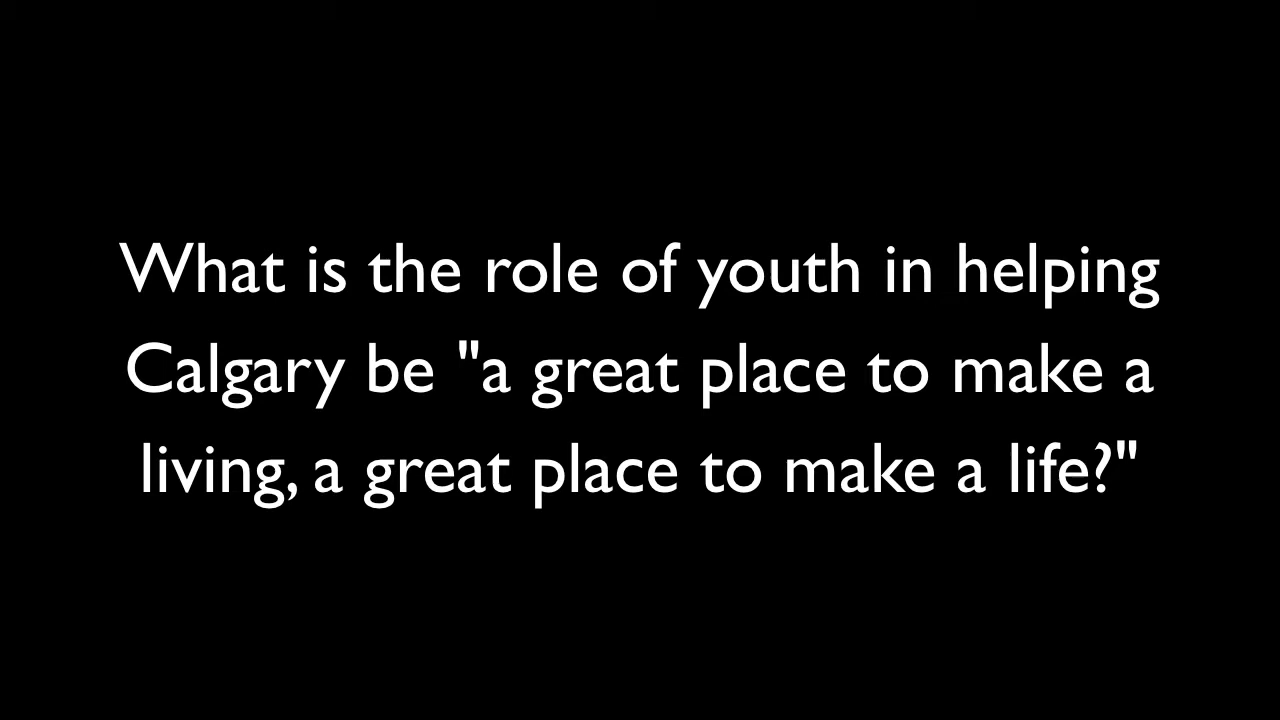 What is the role of youth in helping
Calgary be "a great place to make a
living, a great place to make a life?"